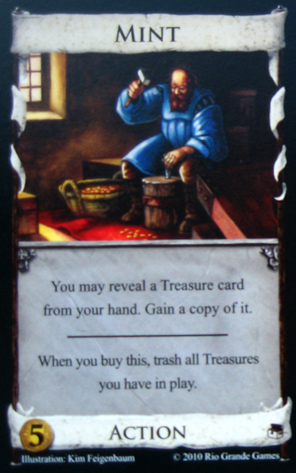 MINT
You may reveal a Treasure card
from your hand. Gain a copy of it.
When you buy this, trash all Treasures
you have in play.
5
ACTION
Illustration: Kim Feigenbaum
© 2010 Rio Grande Games